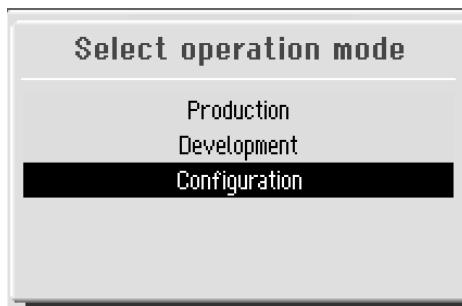 Select operation mode
Production
Development
Configuration